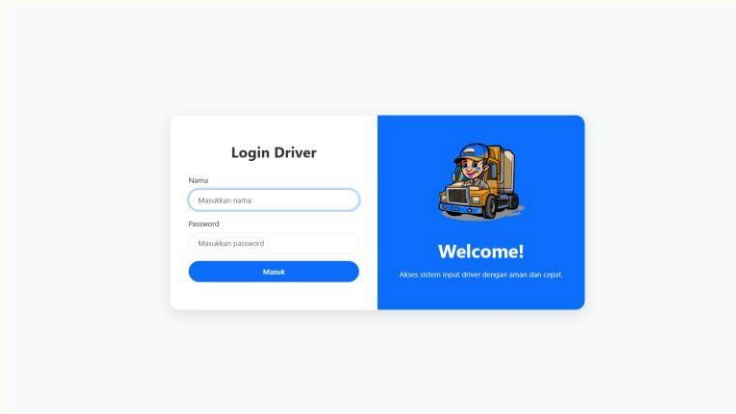 Login Driver
Nama
Masukkan nama
Password
Masukkan password
Masuk
Welcome!
Akses sistem input driver dengan aman dan cepat.